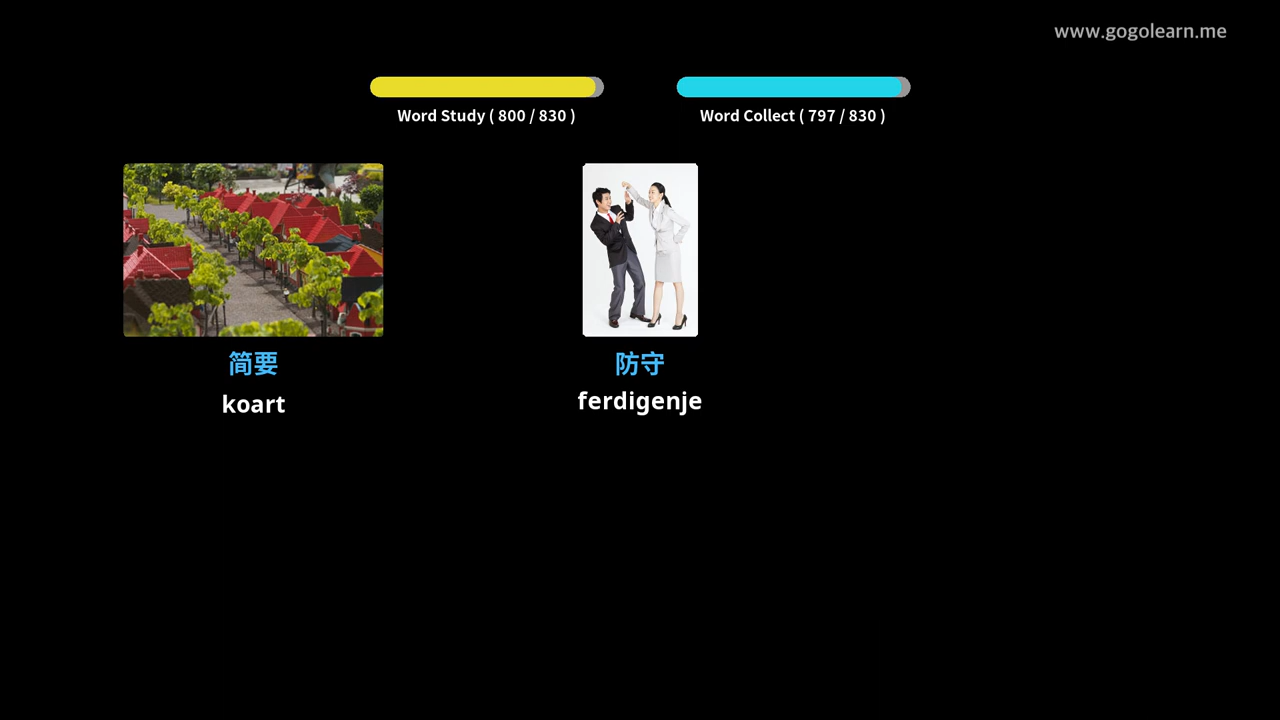 www.gogolearn.me
Word Study ( 800 / 830 )
Word Collect ( 797 / 830 )
简要
koart
防守
ferdigenje